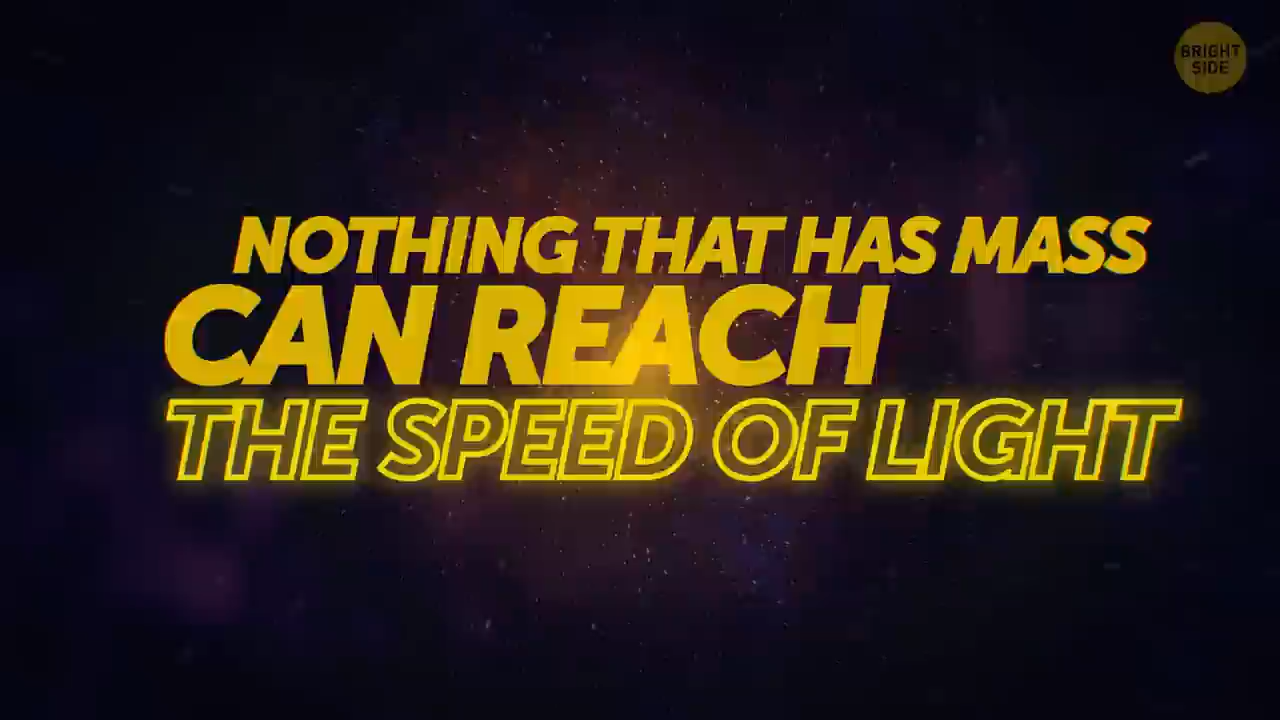 BRIGHT
SIDE
NOTHING THAT HAS MASS
CAN REACH
THE SPEED OF LIGHT